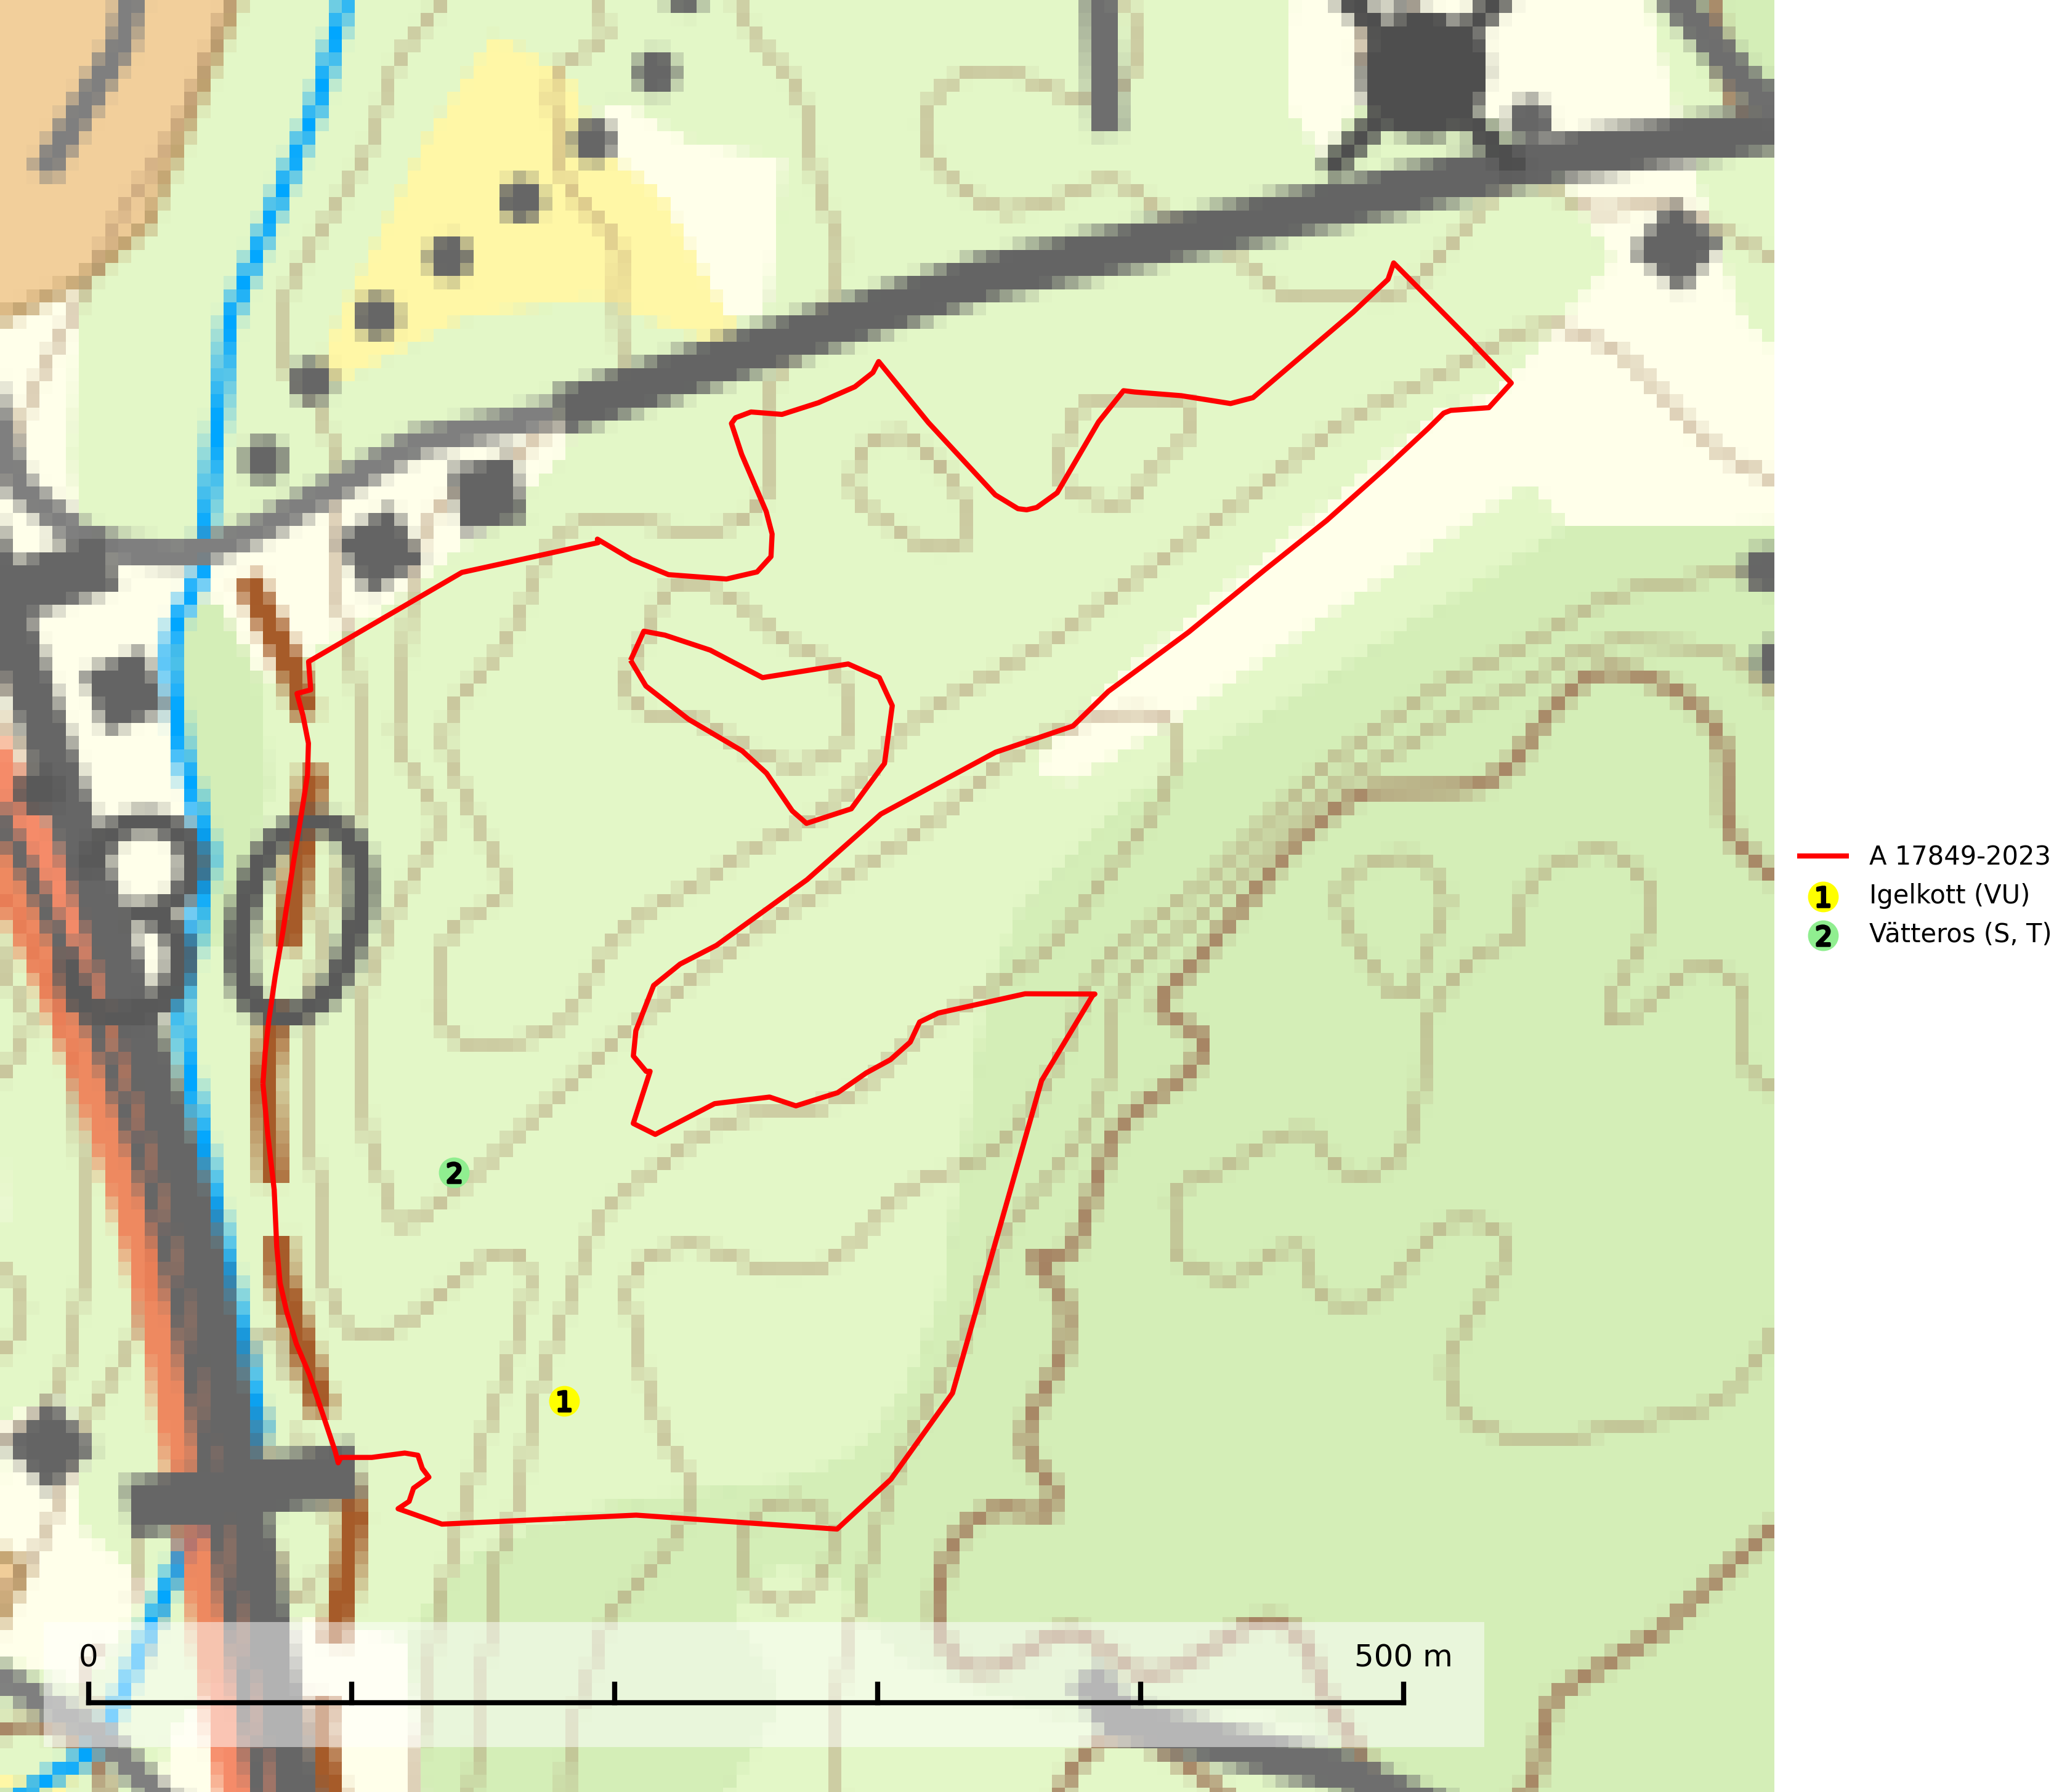 A 17849-2023
1 Igelkott (VU)
2 Vätteros (S, T)
2
1
0 500 m